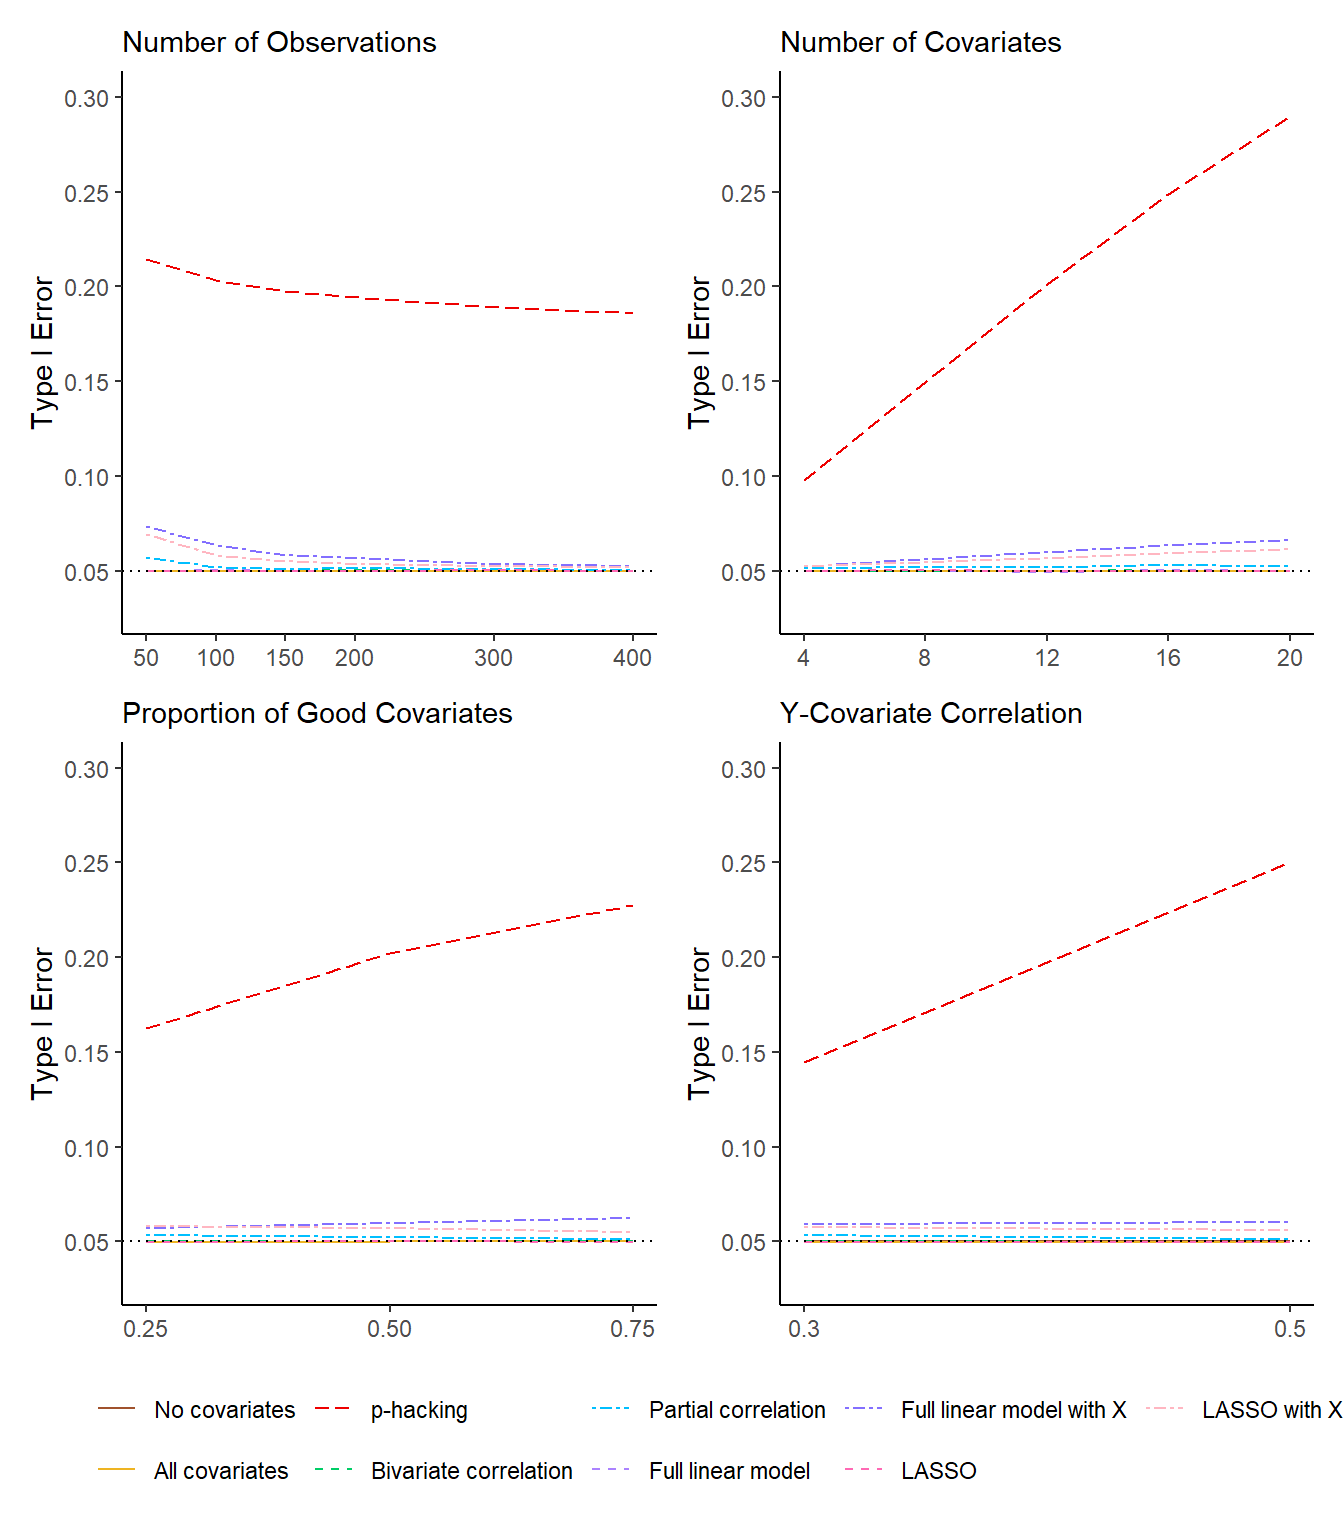 Number of Observations
Type I Error
0.30
0.25
0.20
0.15
0.10
0.05
50 100 150 200 300 400
Number of Covariates
Type I Error
0.30
0.25
0.20
0.15
0.10
0.05
4 8 12 16 20
Proportion of Good Covariates
Type I Error
0.30
0.25
0.20
0.15
0.10
0.05
0.25 0.50 0.75
Y-Covariate Correlation
Type I Error
0.30
0.25
0.20
0.15
0.10
0.05
0.3 0.5
No covariates p-hacking Partial correlation Full linear model with X LASSO with X
All covariates Bivariate correlation Full linear model LASSO